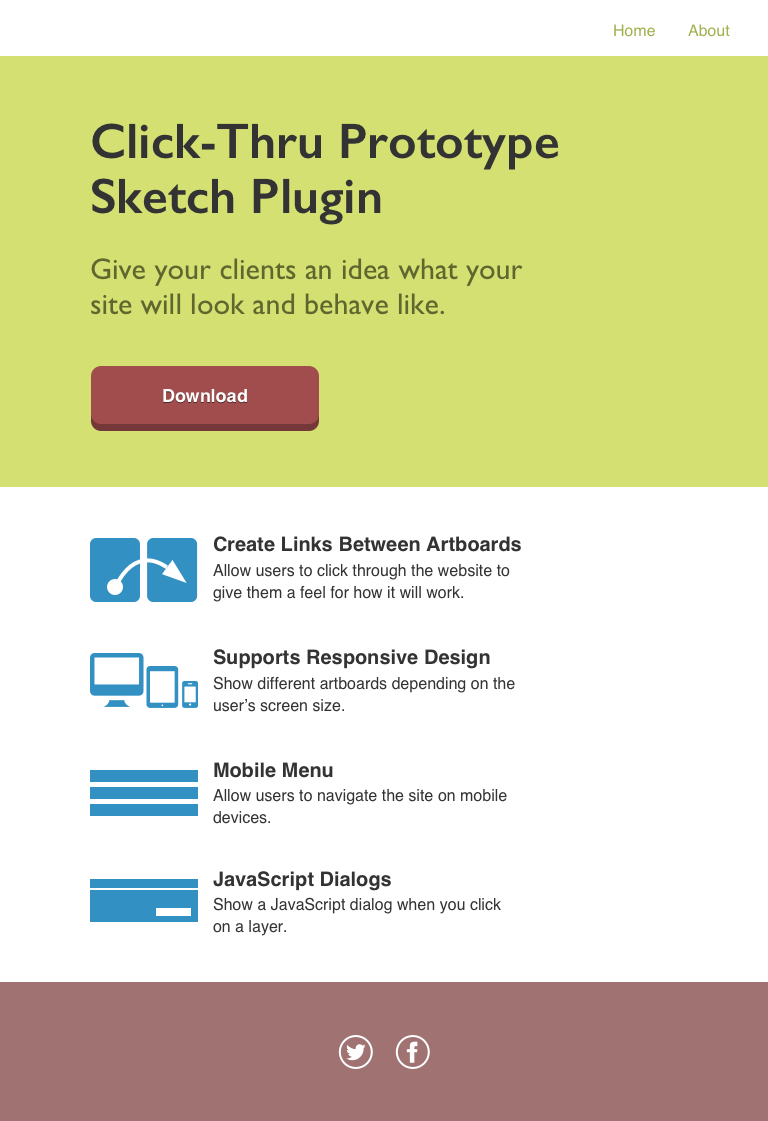 Home About
Click-Thru Prototype
Sketch Plugin
Give your clients an idea what your
site will look and behave like.
Download
Create Links Between Artboards
Allow users to click through the website to
give them a feel for how it will work.
Supports Responsive Design
Show different artboards depending on the
user’s screen size.
Mobile Menu
Allow users to navigate the site on mobile
devices.
JavaScript Dialogs
Show a JavaScript dialog when you click
on a layer.